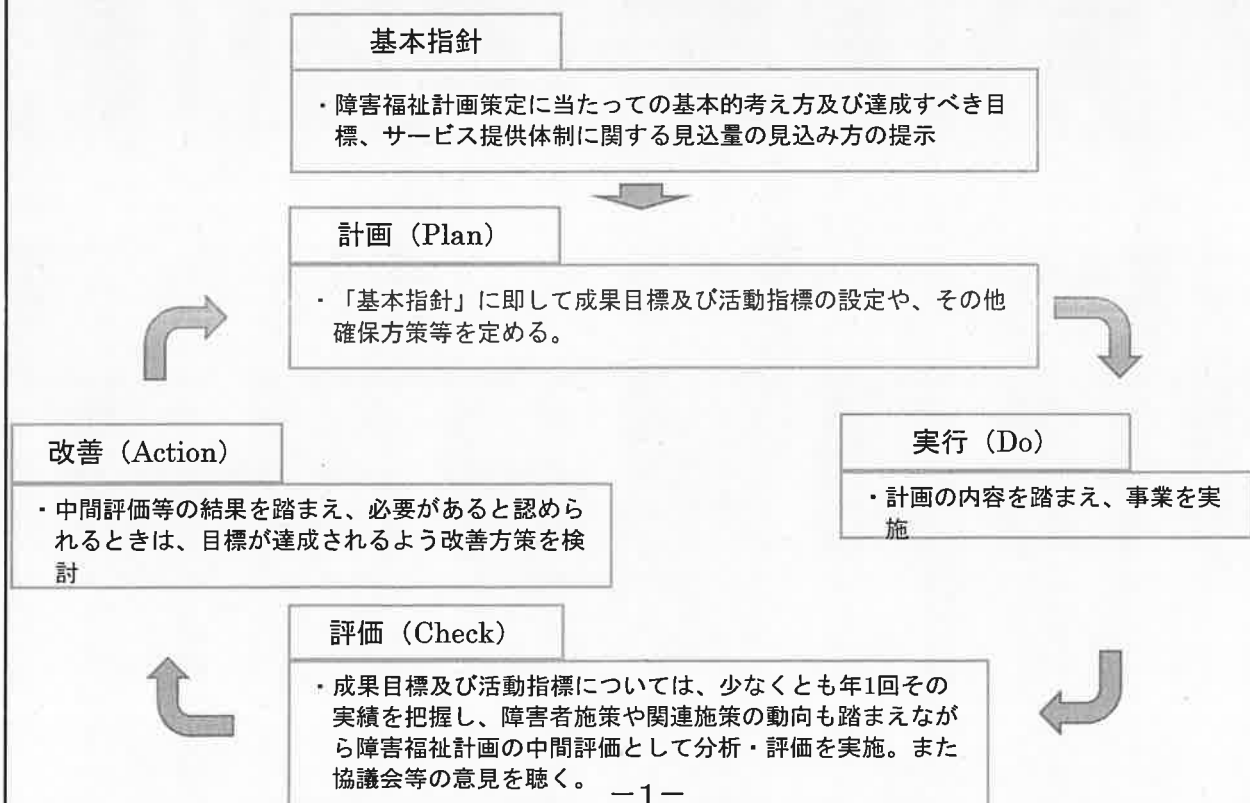 基本指針
・障害福祉計画策定に当たっての基本的考え方及び達成すべき目
標、サービス提供体制に関する見込量の見込み方の提示
計画（Plan）
・「基本指針」に即して成果目標及び活動指標の設定や、その他
確保方策等を定める。
改善（Action）
・中間評価等の結果を踏まえ、必要があると認めら
れるときは、目標が達成されるよう改善方策を検
討
実行（Do）
・計画の内容を踏まえ、事業を実
施
評価（Check）
・成果目標及び活動指標については、少なくとも年1回その
実績を把握し、障害者施策や関連施策の動向も踏まえなが
ら障害福祉計画の中間評価として分析・評価を実施。また
協議会等の意見を聴く。
－1－